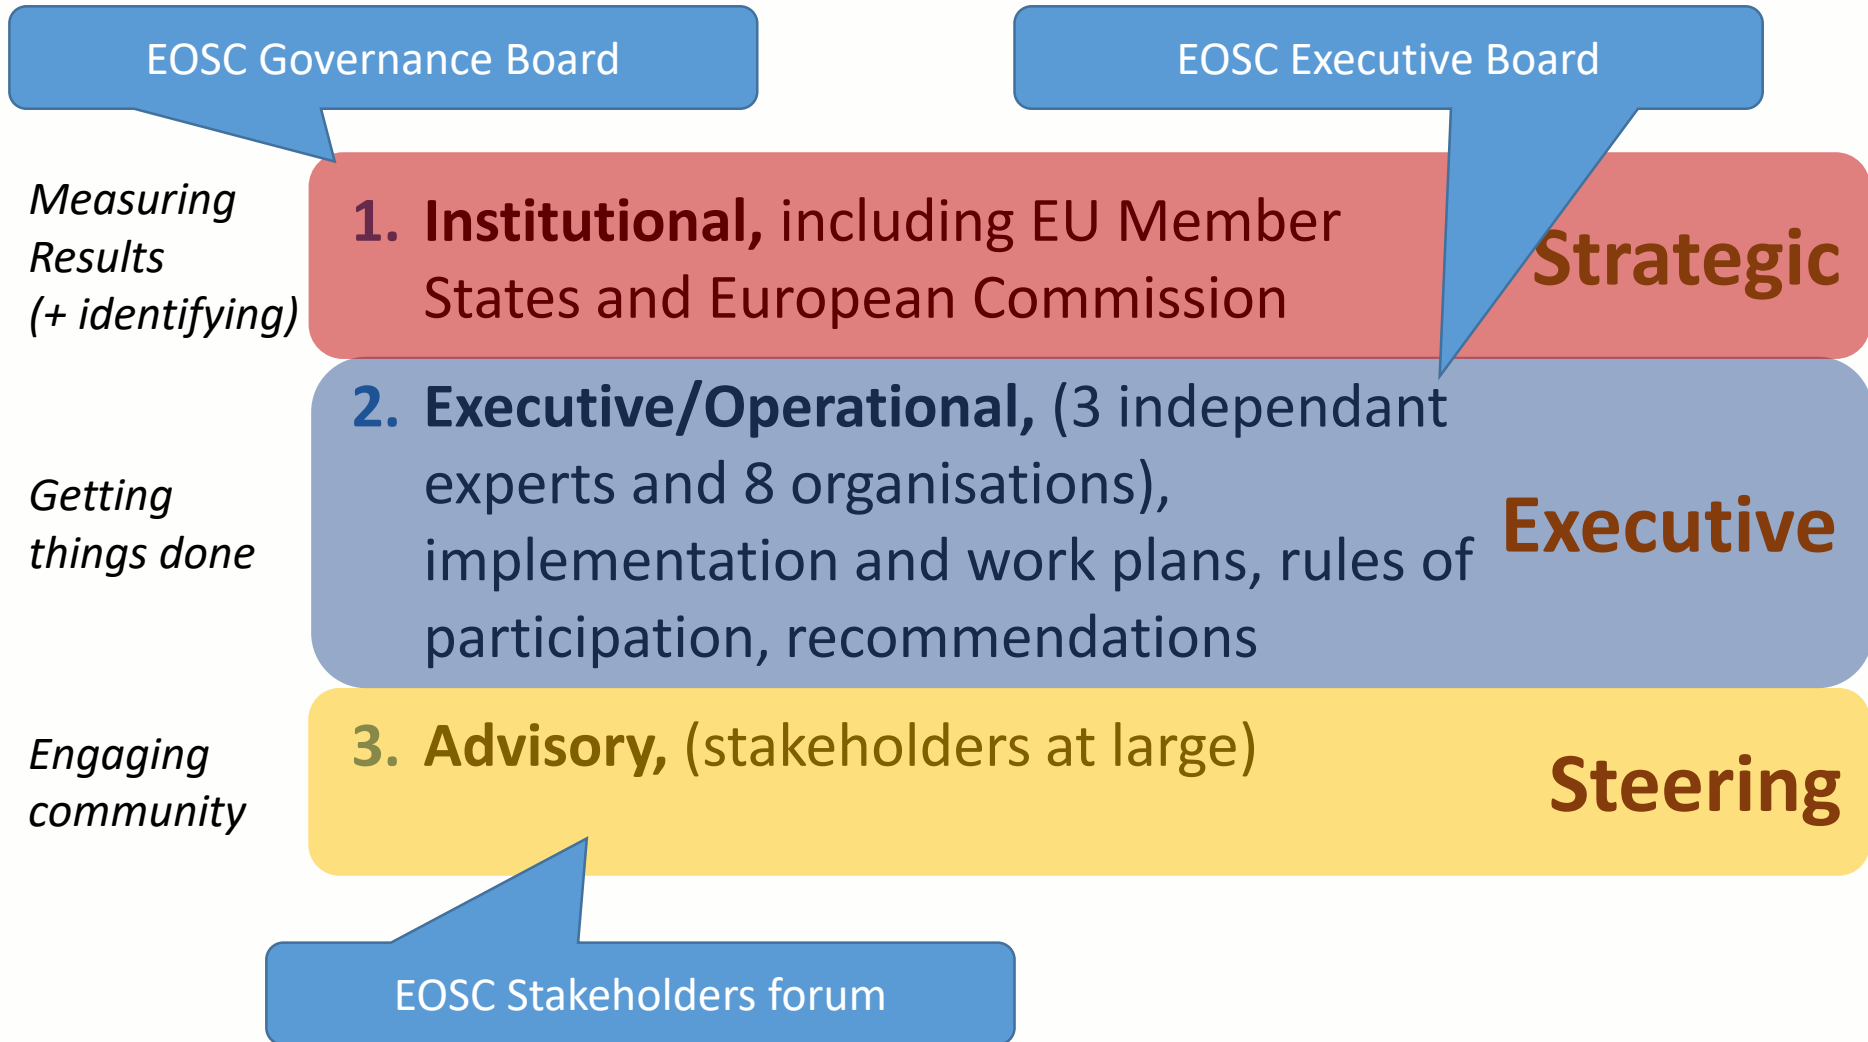 EOSC Governance Board
EOSC Executive Board
Measuring
Results
(+ identifying)
1. Institutional, including EU Member
States and European Commission
Strategic
Getting
things done
2. Executive/Operational, (3 independant
experts and 8 organisations),
implementation and work plans, rules of
participation, recommendations
Executive
Engaging
community
3. Advisory, (stakeholders at large)
Steering
EOSC Stakeholders forum